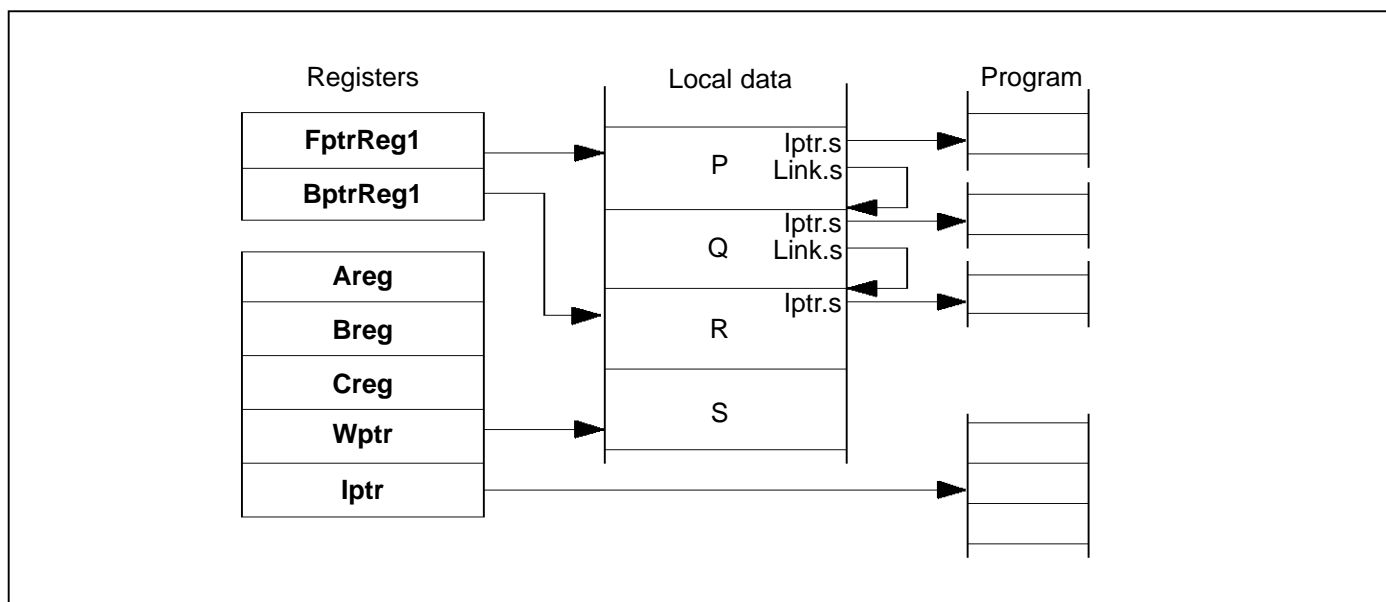 Registers
Local data
Program
FptrReg1
BptrReg1
Areg
Breg
Creg
Wptr
Iptr
P
Iptr.s
Link.s
Q
Iptr.s
Link.s
R
Iptr.s
S